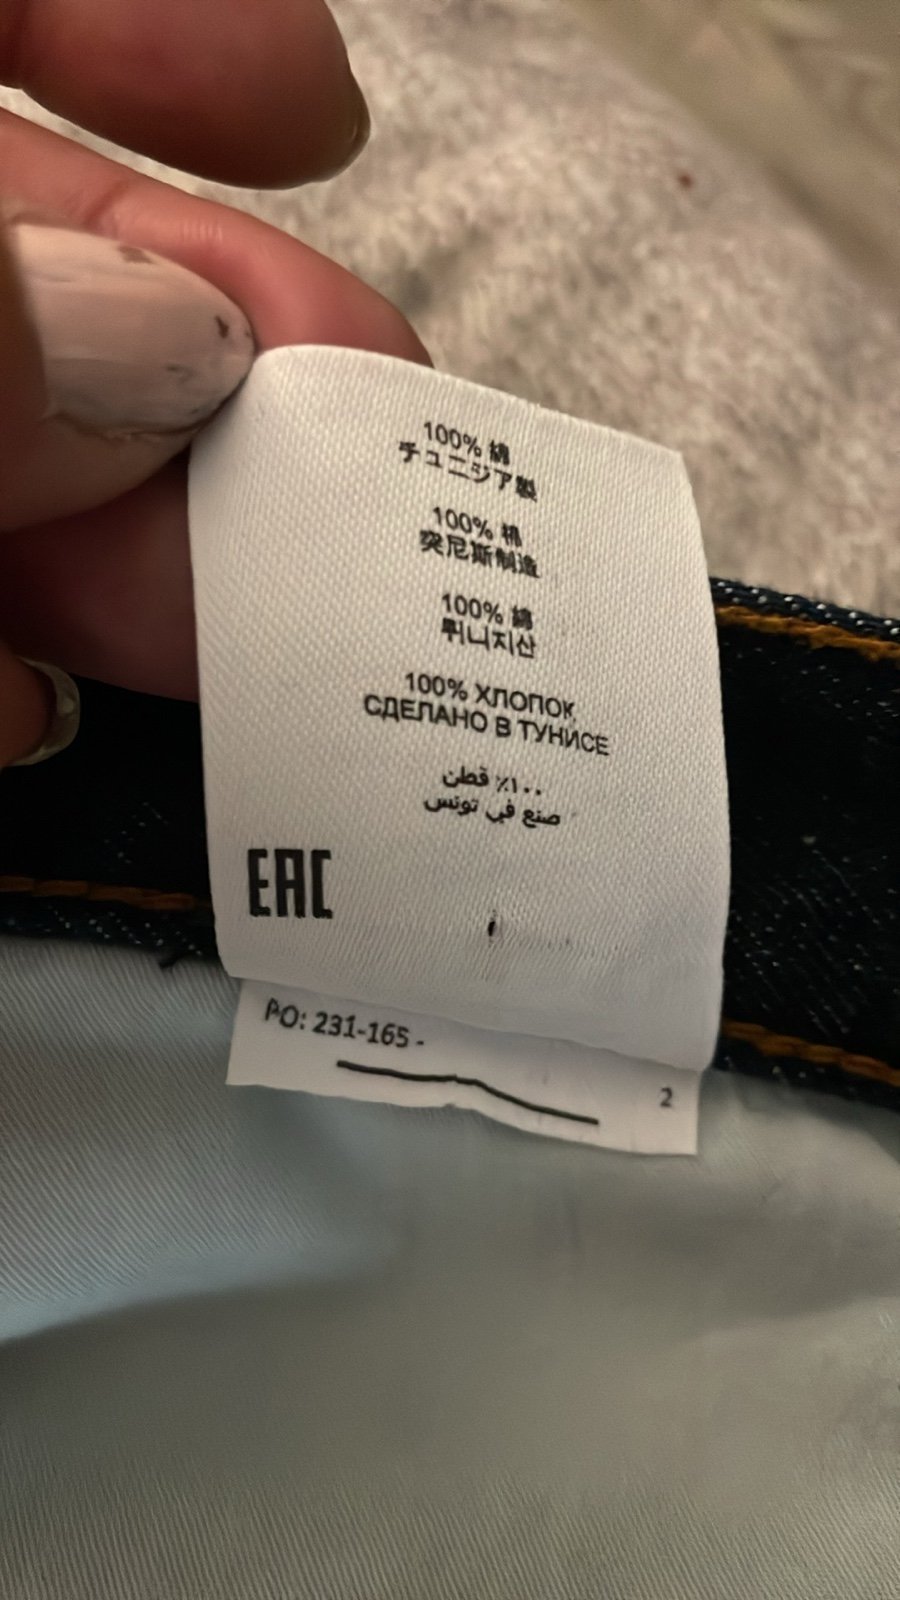 100% 綿
チュニジア製
100% 棉
突尼斯制造
100% 綿
튀니지산
100% ХЛОПОК
СДЕЛАНО В ТУНИСЕ
١٠٠٪ قطن
صنع في تونس
EAC
PO: 231-165 -
2